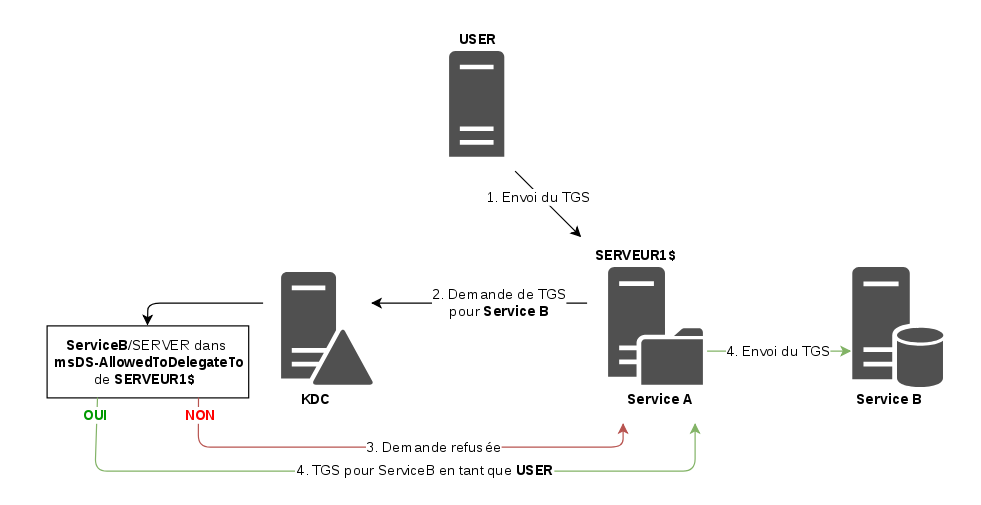 USER
1. Envoi du TGS
SERVEUR1$
2. Demande de TGS
pour Service B
ServiceB/SERVER dans
msDS-AllowedToDelegateTo
de SERVEUR1$
4. Envoi du TGS
KDC
Service A
Service B
OUI
NON
3. Demande refusée
4. TGS pour ServiceB en tant que USER